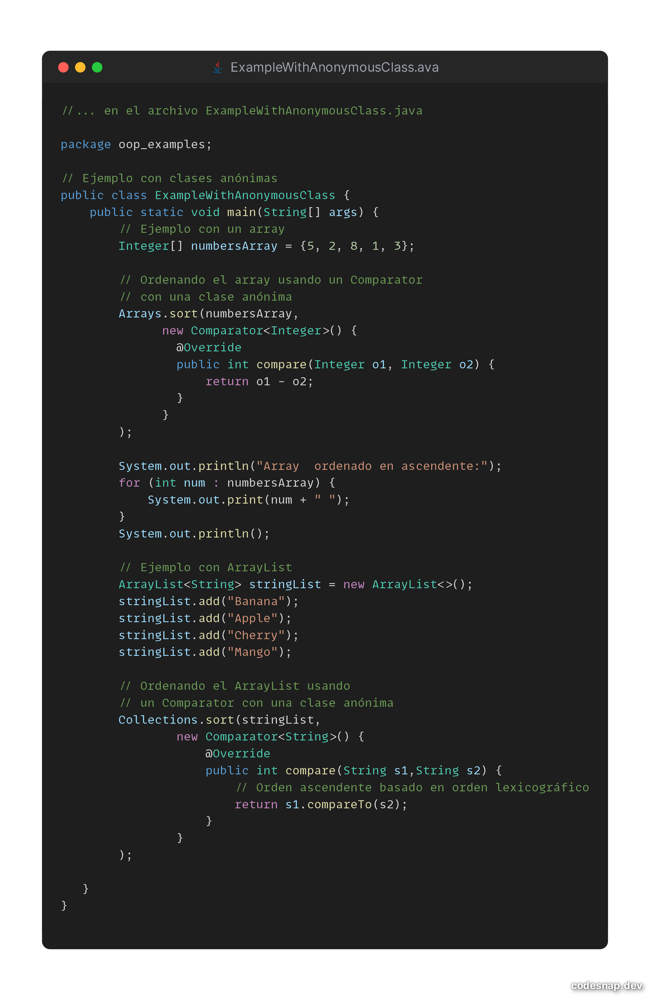 ExampleWithAnonymousClass.ava
//... en el archivo ExampleWithAnonymousClass.java
package oop_examples;
// Ejemplo con clases anónimas
public class ExampleWithAnonymousClass {
    public static void main(String[] args) {
        // Ejemplo con un array
        Integer[] numbersArray = {5, 2, 8, 1, 3};
        // Ordenando el array usando un Comparator
        // con una clase anónima
        Arrays.sort(numbersArray,
              new Comparator<Integer>() {
                @Override
                public int compare(Integer o1, Integer o2) {
                    return o1 - o2;
                }
              }
        );
        System.out.println("Array  ordenado en ascendente:");
        for (int num : numbersArray) {
            System.out.print(num + " ");
        }
        System.out.println();
        // Ejemplo con ArrayList
        ArrayList<String> stringList = new ArrayList<>();
        stringList.add("Banana");
        stringList.add("Apple");
        stringList.add("Cherry");
        stringList.add("Mango");
        // Ordenando el ArrayList usando
        // un Comparator con una clase anónima
        Collections.sort(stringList,
                new Comparator<String>() {
                    @Override
                    public int compare(String s1,String s2) {
                        // Orden ascendente basado en orden lexicográfico
                        return s1.compareTo(s2);
                    }
                }
        );
   }
}
codesnap.dev